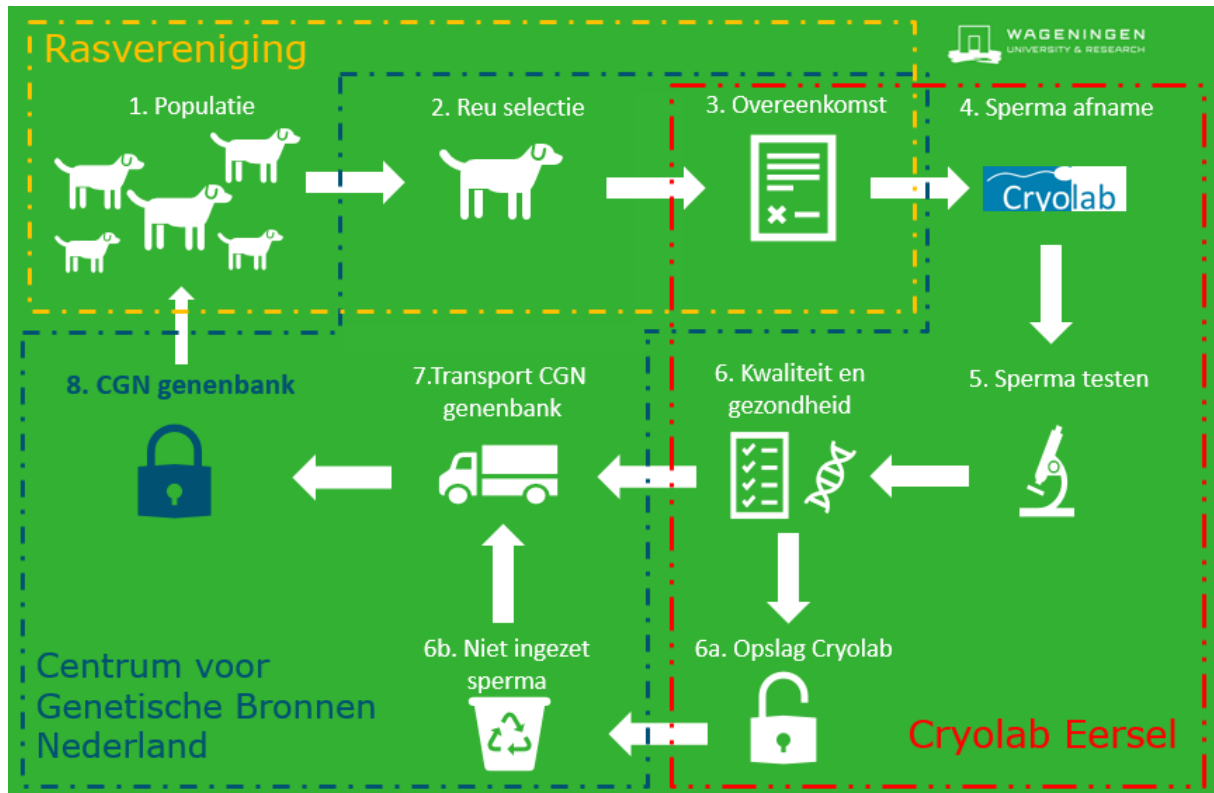 Rasvereniging
WAGENINGEN
UNIVERSITY & RESEARCH
1. Populatie
2. Reu selectie
3. Overeenkomst
4. Sperma afname
Cryolab
8. CGN genenbank
7.Transport CGN
genenbank
6. Kwaliteit en
gezondheid
5. Sperma testen
6b. Niet ingezet
sperma
6a. Opslag Cryolab
Centrum voor
Genetische Bronnen
Nederland
Cryolab Eersel